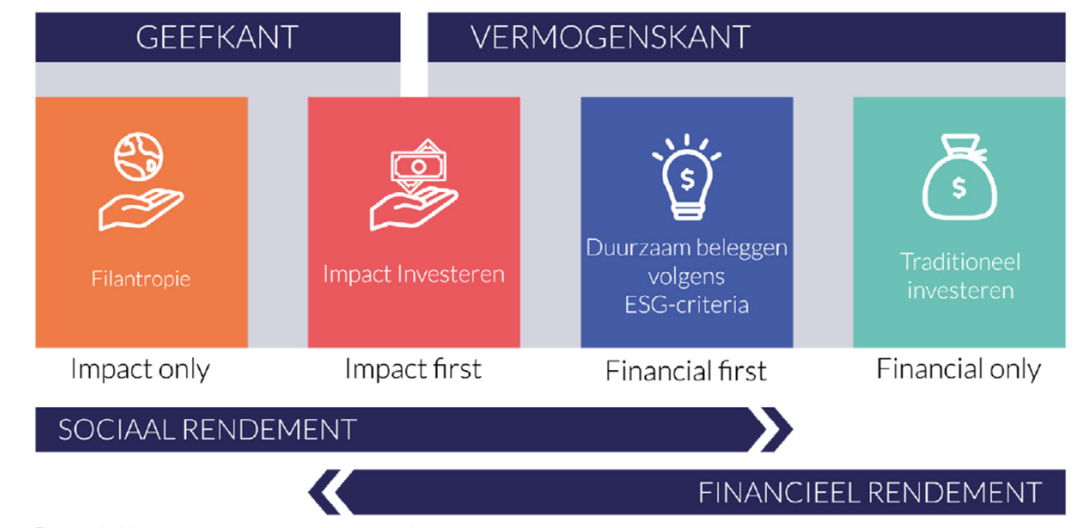 GEEFKANT
VERMOGENSKANT
Filantropie
Impact Investeren
Duurzaam beleggen
volgens
ESG-criteria
Traditioneel
investeren
Impact only
Impact first
Financial first
Financial only
SOCIAAL RENDEMENT
FINANCIEEL RENDEMENT